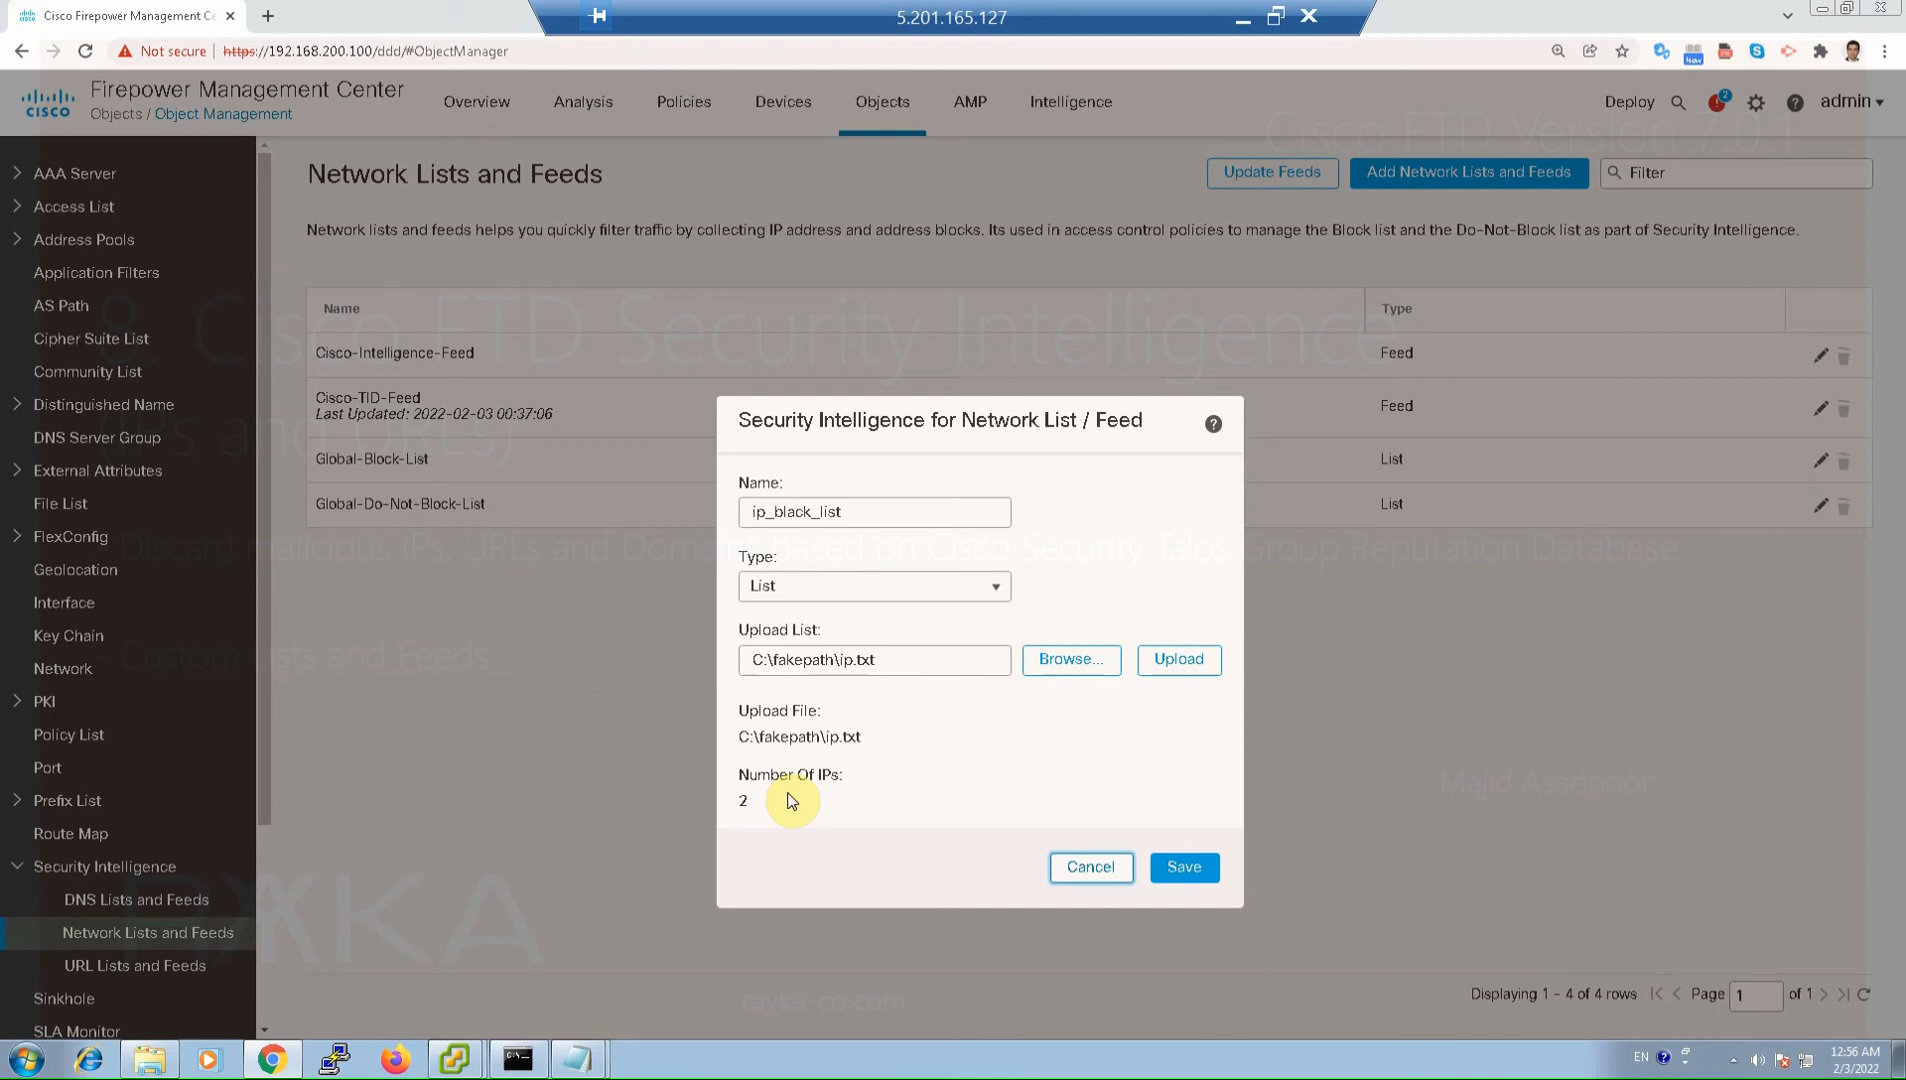 Cisco Firepower Management Ce
5.201.165.127
Not secure https://192.168.200.100/ddd/#ObjectManager
New
CISCO
Firepower Management Center
Objects / Object Management
Overview
Analysis
Policies
Devices
Objects
AMP
Intelligence
Deploy
2
admin
Cisco FTD Version 7.0.1
AAA Server
Access List
Address Pools
Application Filters
AS Path
Cipher Suite List
Community List
Distinguished Name
DNS Server Group
External Attributes
File List
FlexConfig
Geolocation
Interface
Key Chain
Network
PKI
Policy List
Port
Prefix List
Route Map
Security Intelligence
DNS Lists and Feeds
Network Lists and Feeds
URL Lists and Feeds
Sinkhole
SLA Monitor
Network Lists and Feeds
Update Feeds
Add Network Lists and Feeds
Filter
Network lists and feeds helps you quickly filter traffic by collecting IP address and address blocks. Its used in access control policies to manage the Block list and the Do-Not-Block list as part of Security Intelligence.
Name
Type
8. Cisco FTD Security Intelligence
(IPs and URLs)
Cisco-Intelligence-Feed
Feed
Cisco-TID-Feed
Last Updated: 2022-02-03 00:37:06
Feed
Global-Block-List
List
Global-Do-Not-Block-List
List
- Discard malicious IPs, URLs and Domains based on Cisco Security Talos Group Reputation Database
- Custom Lists and Feeds
Security Intelligence for Network List / Feed
Name:
ip_black_list
Type:
List
Upload List:
C:\fakepath\ip.txt
Browse...
Upload
Upload File:
C:\fakepath\ip.txt
Number Of IPs:
2
Cancel
Save
Majid Asadpoor
RAYKA
rayka-co.com
Displaying 1 - 4 of 4 rows
Page 1 of 1
EN
12:56 AM
2/3/2022